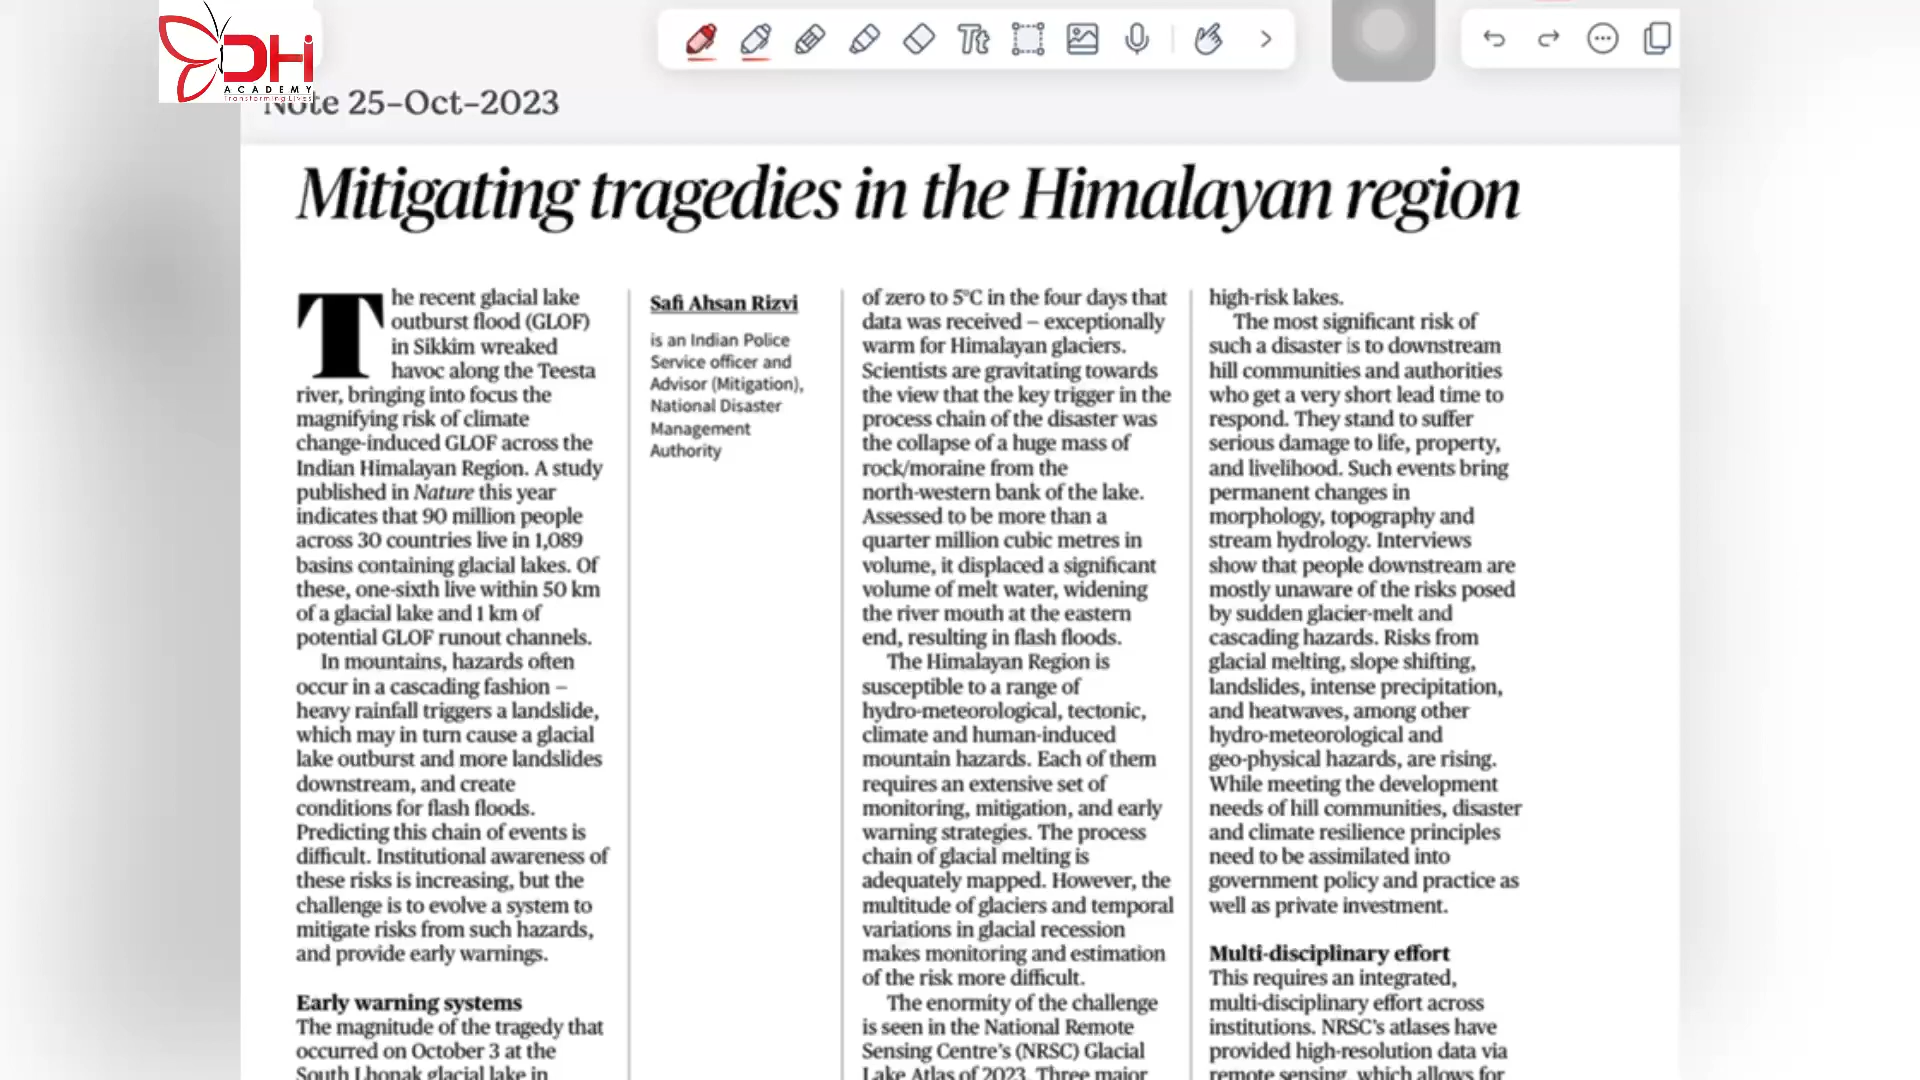 DHi
ACADEMY
Transforming Lives
Note 25-Oct-2023
Tt
Mitigating tragedies in the Himalayan region
The recent glacial lake
outburst flood (GLOF)
in Sikkim wreaked
havoc along the Teesta
river, bringing into focus the
magnifying risk of climate
change-induced GLOF across the
Indian Himalayan Region. A study
published in Nature this year
indicates that 90 million people
across 30 countries live in 1,089
basins containing glacial lakes. Of
these, one-sixth live within 50 km
of a glacial lake and 1 km of
potential GLOF runout channels.
In mountains, hazards often
occur in a cascading fashion –
heavy rainfall triggers a landslide,
which may in turn cause a glacial
lake outburst and more landslides
downstream, and create
conditions for flash floods.
Predicting this chain of events is
difficult. Institutional awareness of
these risks is increasing, but the
challenge is to evolve a system to
mitigate risks from such hazards,
and provide early warnings.
Early warning systems
The magnitude of the tragedy that
occurred on October 3 at the
South Lhonak glacial lake in
Safi Ahsan Rizvi
is an Indian Police
Service officer and
Advisor (Mitigation),
National Disaster
Management
Authority
of zero to 5°C in the four days that
data was received – exceptionally
warm for Himalayan glaciers.
Scientists are gravitating towards
the view that the key trigger in the
process chain of the disaster was
the collapse of a huge mass of
rock/moraine from the
north-western bank of the lake.
Assessed to be more than a
quarter million cubic metres in
volume, it displaced a significant
volume of melt water, widening
the river mouth at the eastern
end, resulting in flash floods.
The Himalayan Region is
susceptible to a range of
hydro-meteorological, tectonic,
climate and human-induced
mountain hazards. Each of them
requires an extensive set of
monitoring, mitigation, and early
warning strategies. The process
chain of glacial melting is
adequately mapped. However, the
multitude of glaciers and temporal
variations in glacial recession
makes monitoring and estimation
of the risk more difficult.
The enormity of the challenge
is seen in the National Remote
Sensing Centre's (NRSC) Glacial
Lake Atlas of 2023. Three major
high-risk lakes.
The most significant risk of
such a disaster is to downstream
hill communities and authorities
who get a very short lead time to
respond. They stand to suffer
serious damage to life, property,
and livelihood. Such events bring
permanent changes in
morphology, topography and
stream hydrology. Interviews
show that people downstream are
mostly unaware of the risks posed
by sudden glacier-melt and
cascading hazards. Risks from
glacial melting, slope shifting,
landslides, intense precipitation,
and heatwaves, among other
hydro-meteorological and
geo-physical hazards, are rising.
While meeting the development
needs of hill communities, disaster
and climate resilience principles
need to be assimilated into
government policy and practice as
well as private investment.
Multi-disciplinary effort
This requires an integrated,
multi-disciplinary effort across
institutions. NRSC's atlases have
provided high-resolution data via
remote sensing, which allows for